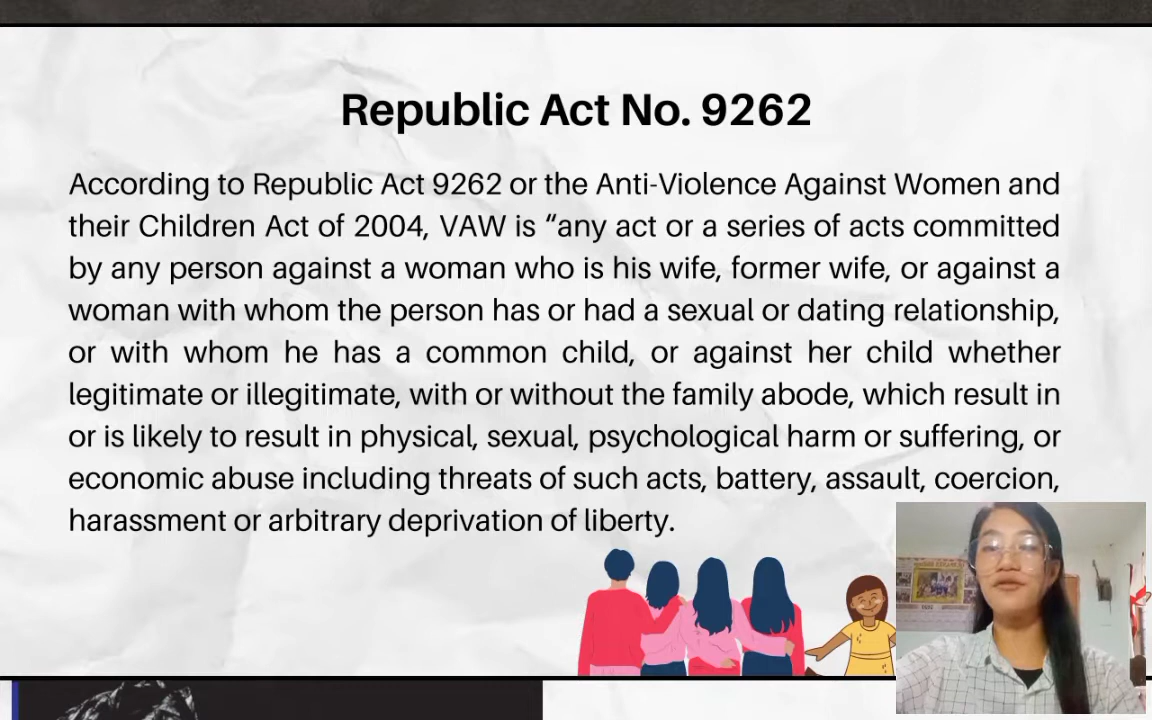 Republic Act No. 9262
According to Republic Act 9262 or the Anti-Violence Against Women and
their Children Act of 2004, VAW is “any act or a series of acts committed
by any person against a woman who is his wife, former wife, or against a
woman with whom the person has or had a sexual or dating relationship,
or with whom he has a common child, or against her child whether
legitimate or illegitimate, with or without the family abode, which result in
or is likely to result in physical, sexual, psychological harm or suffering, or
economic abuse including threats of such acts, battery, assault, coercion,
harassment or arbitrary deprivation of liberty.